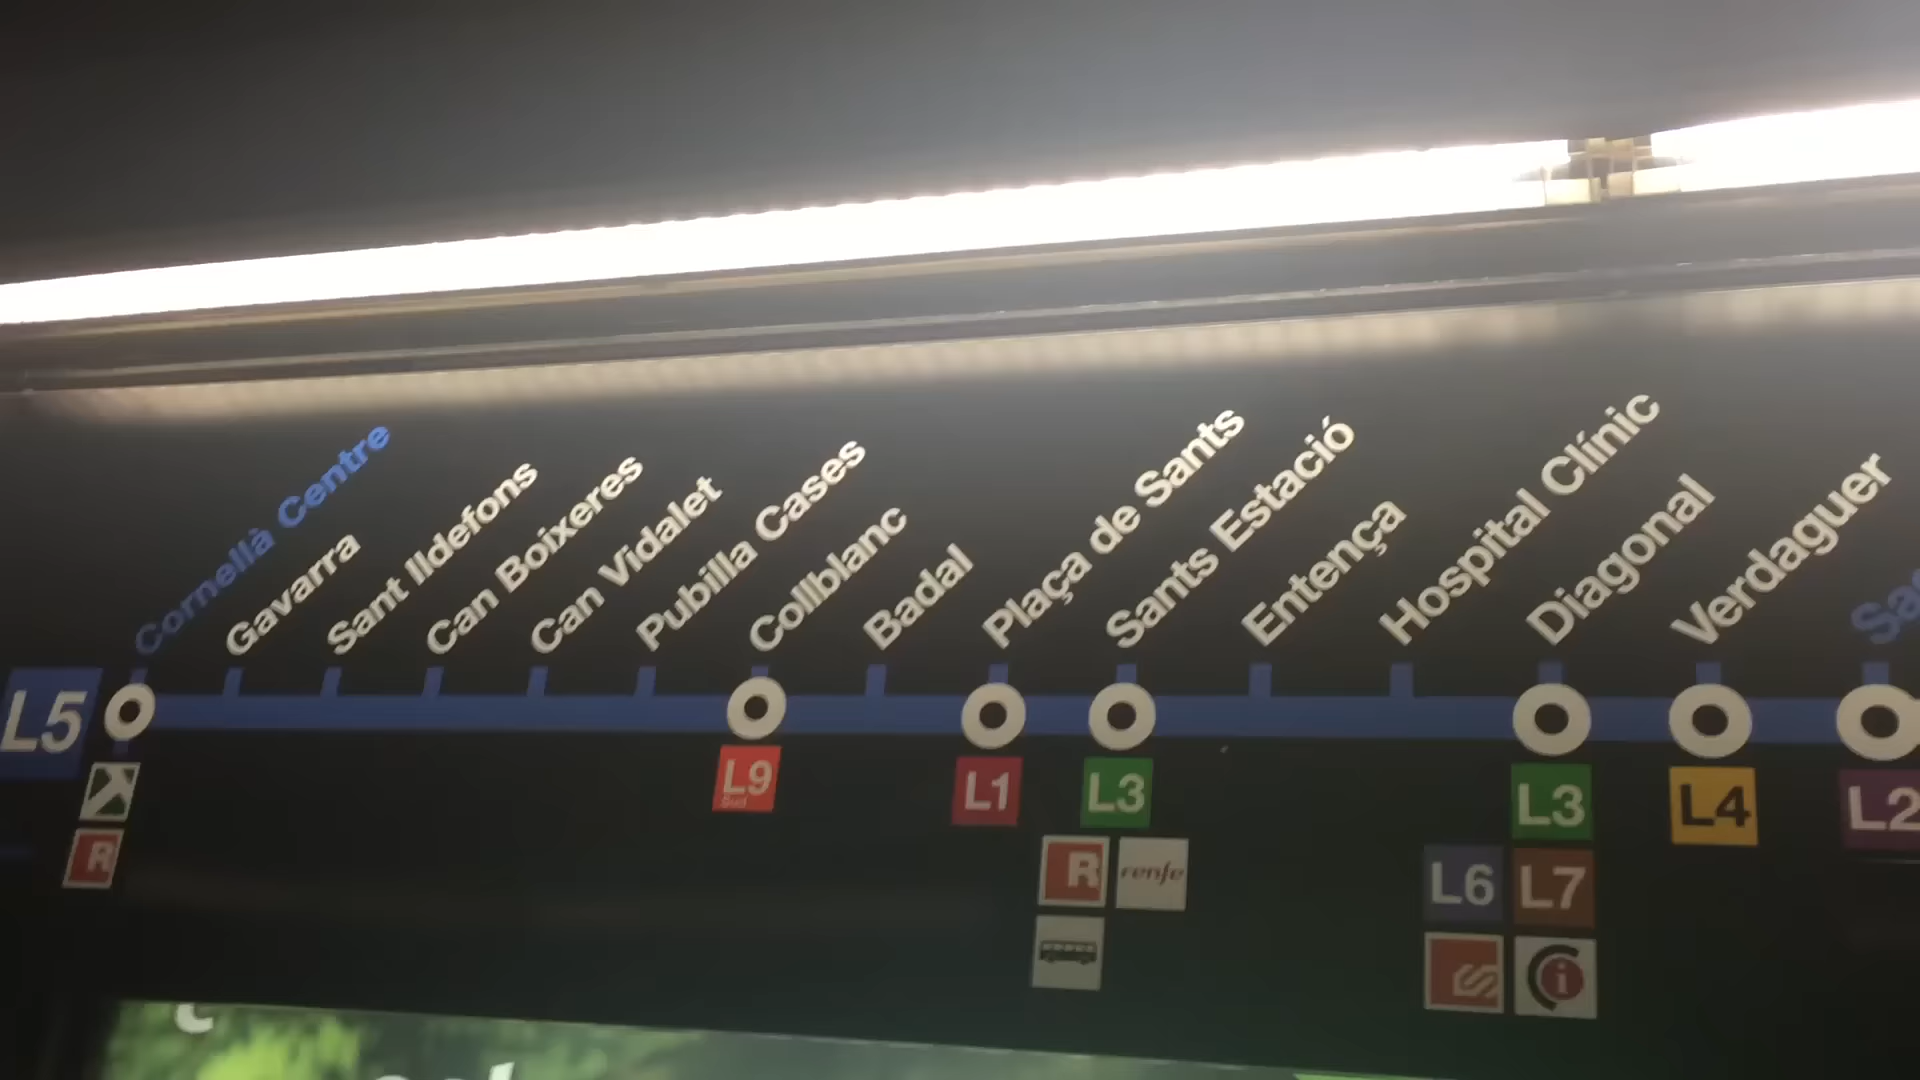 Cornellà Centre
Gavarra
Sant Ildefons
Can Boixeres
Can Vidalet
Pubilla Cases
Collblanc
Badal
Plaça de Sants
Sants Estació
Entença
Hospital Clínic
Diagonal
Verdaguer
L5
L9
Sud
L1
L3
L3
L4
L2
R
R
renfe
L6
L7
i